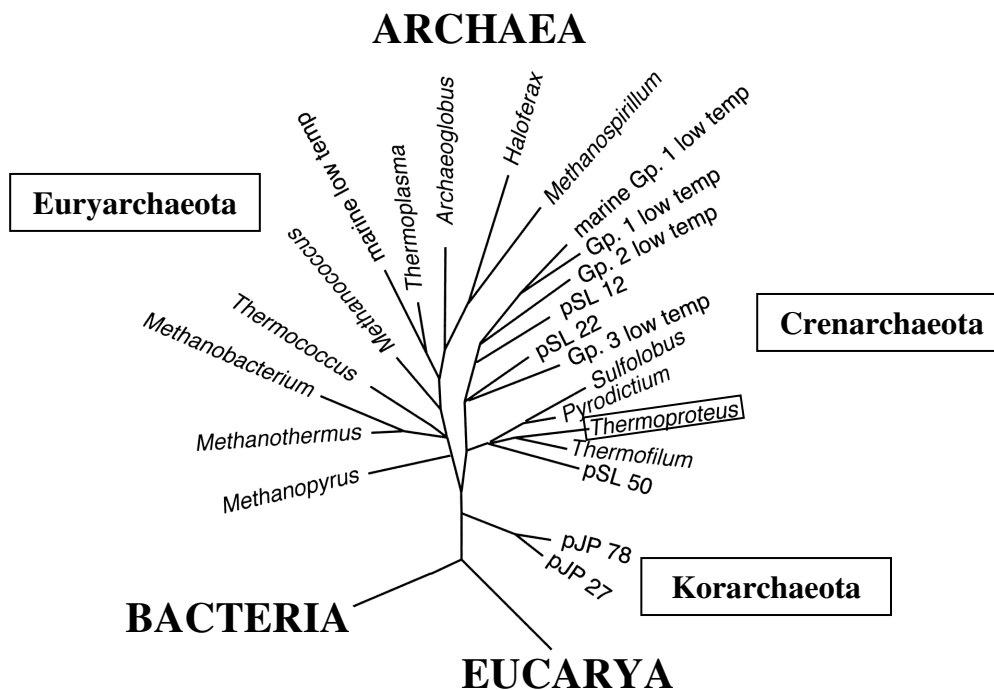 ARCHAEA
Euryarchaeota
marine low temp
Thermoplasma
Archaeoglobus
Haloferax
Methanospirillum
marine Gp. 1 low temp
Gp. 1 low temp
Gp. 2 low temp
pSL 12
pSL 22
Gp. 3 low temp
Crenarchaeota
Methanococcus
Thermococcus
Methanobacterium
Methanothermus
Methanopyrus
Sulfolobus
Pyrodictium
Thermoproteus
Thermofilum
pSL 50
pJP 78
pJP 27
Korarchaeota
BACTERIA
EUCARYA